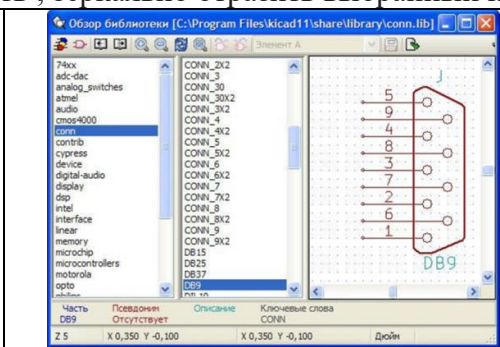 Обзор библиотеки [C:\Program Files\kicad11\share\library\conn.lib]
Элемент A
74xx
adc-dac
analog_switches
atmel
audio
cmos4000
conn
contrib
cypress
device
digital-audio
display
dsp
intel
interface
linear
memory
microchip
microcontrollers
motorola
opto
philips
CONN_2X2
CONN_3
CONN_30
CONN_30X2
CONN_3X2
CONN_4
CONN_4X2
CONN_5
CONN_5X2
CONN_6
CONN_6X2
CONN_7
CONN_7X2
CONN_8
CONN_8X2
CONN_9
CONN_9X2
DB15
DB25
DB37
DB9
DIL10
J
5
9
4
8
3
7
2
6
1
DB9
Часть Псевдоним Описание Ключевые слова
DB9 Отсутствует CONN
Z 5 X 0,350 Y -0,100 X 0,350 Y -0,100 Дюйм